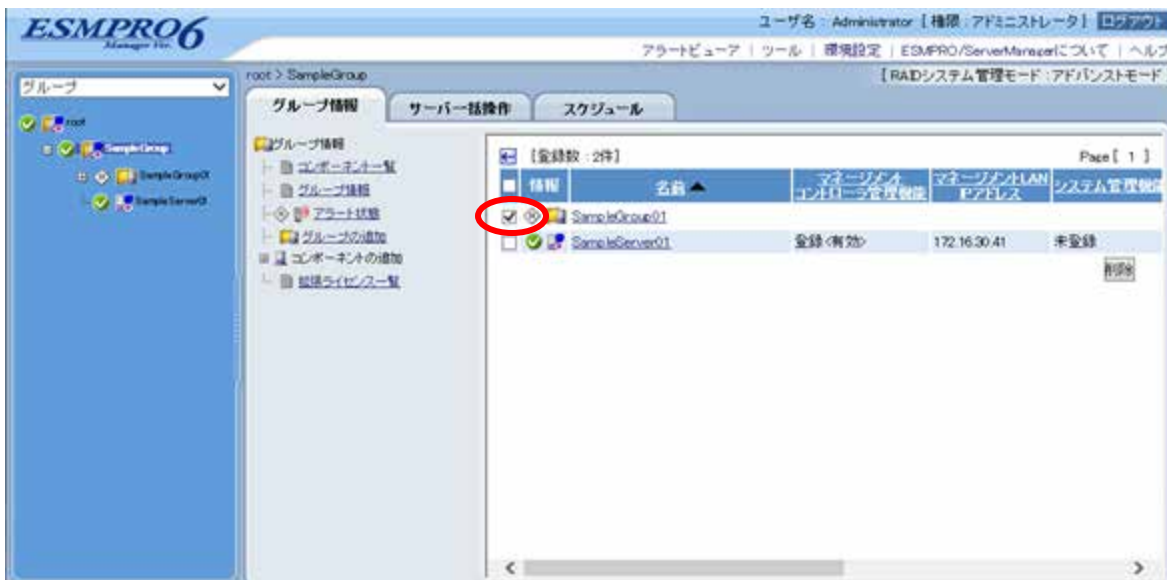 ESMPRO6
Manager Ver.
ユーザ名 : Administrator 【 権限 : アドミニストレータ】 ログアウト
アラートビューア | ツール | 環境設定 | ESMPRO/ServerManagerについて | ヘルプ
グループ
root
SampleGroup
SampleGroup01
SampleServer01
root > SampleGroup
【 RAIDシステム管理モード : アドバンストモード
グループ情報
サーバ一括操作
スケジュール
グループ情報
コンポーネント一覧
グループ情報
アラート状態
グループの追加
コンポーネントの追加
拡張ライセンス一覧
[登録数 : 2件]
Page [ 1 ]
情報
名前▲
マネージメント
コントローラ管理機能
マネージメントLAN
IPアドレス
システム管理機能
SampleGroup01
SampleServer01 登録<有効> 172.16.30.41 未登録
削除